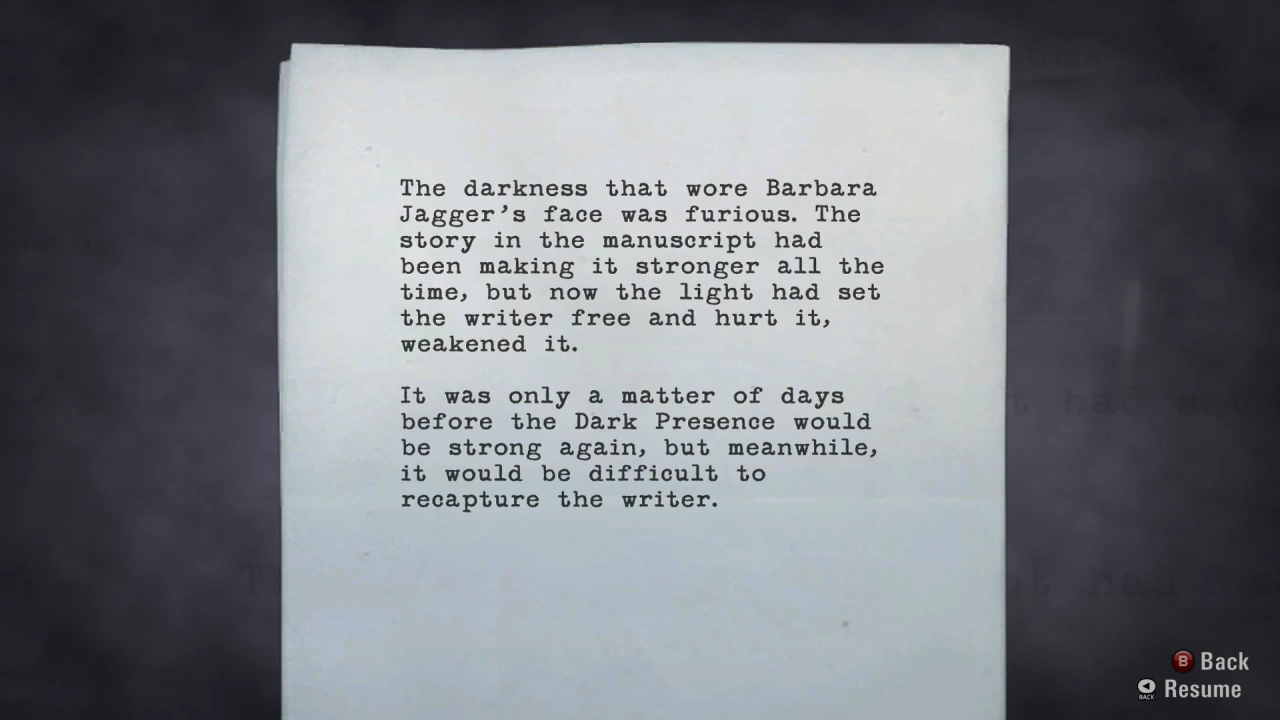 The darkness that wore Barbara
Jagger's face was furious. The
story in the manuscript had
been making it stronger all the
time, but now the light had set
the writer free and hurt it,
weakened it.
It was only a matter of days
before the Dark Presence would
be strong again, but meanwhile,
it would be difficult to
recapture the writer.
B Back
BACK Resume